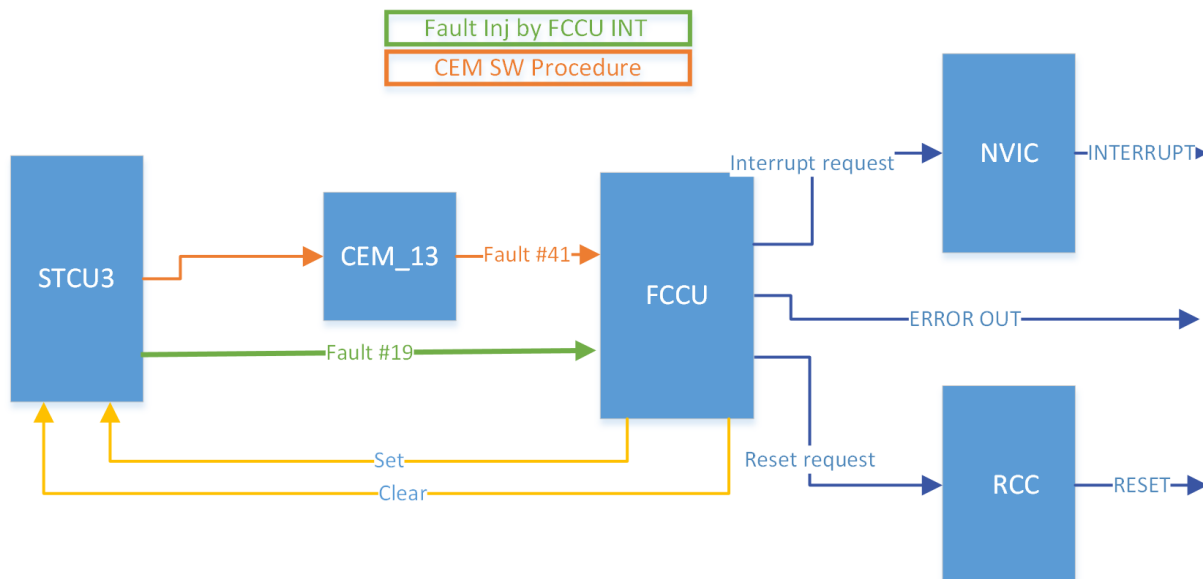 Fault Inj by FCCU INT
CEM SW Procedure
NVIC
INTERRUPT
Interrupt request
STCU3
CEM_13
Fault #41
FCCU
ERROR OUT
Fault #19
Set
Clear
Reset request
RCC
RESET